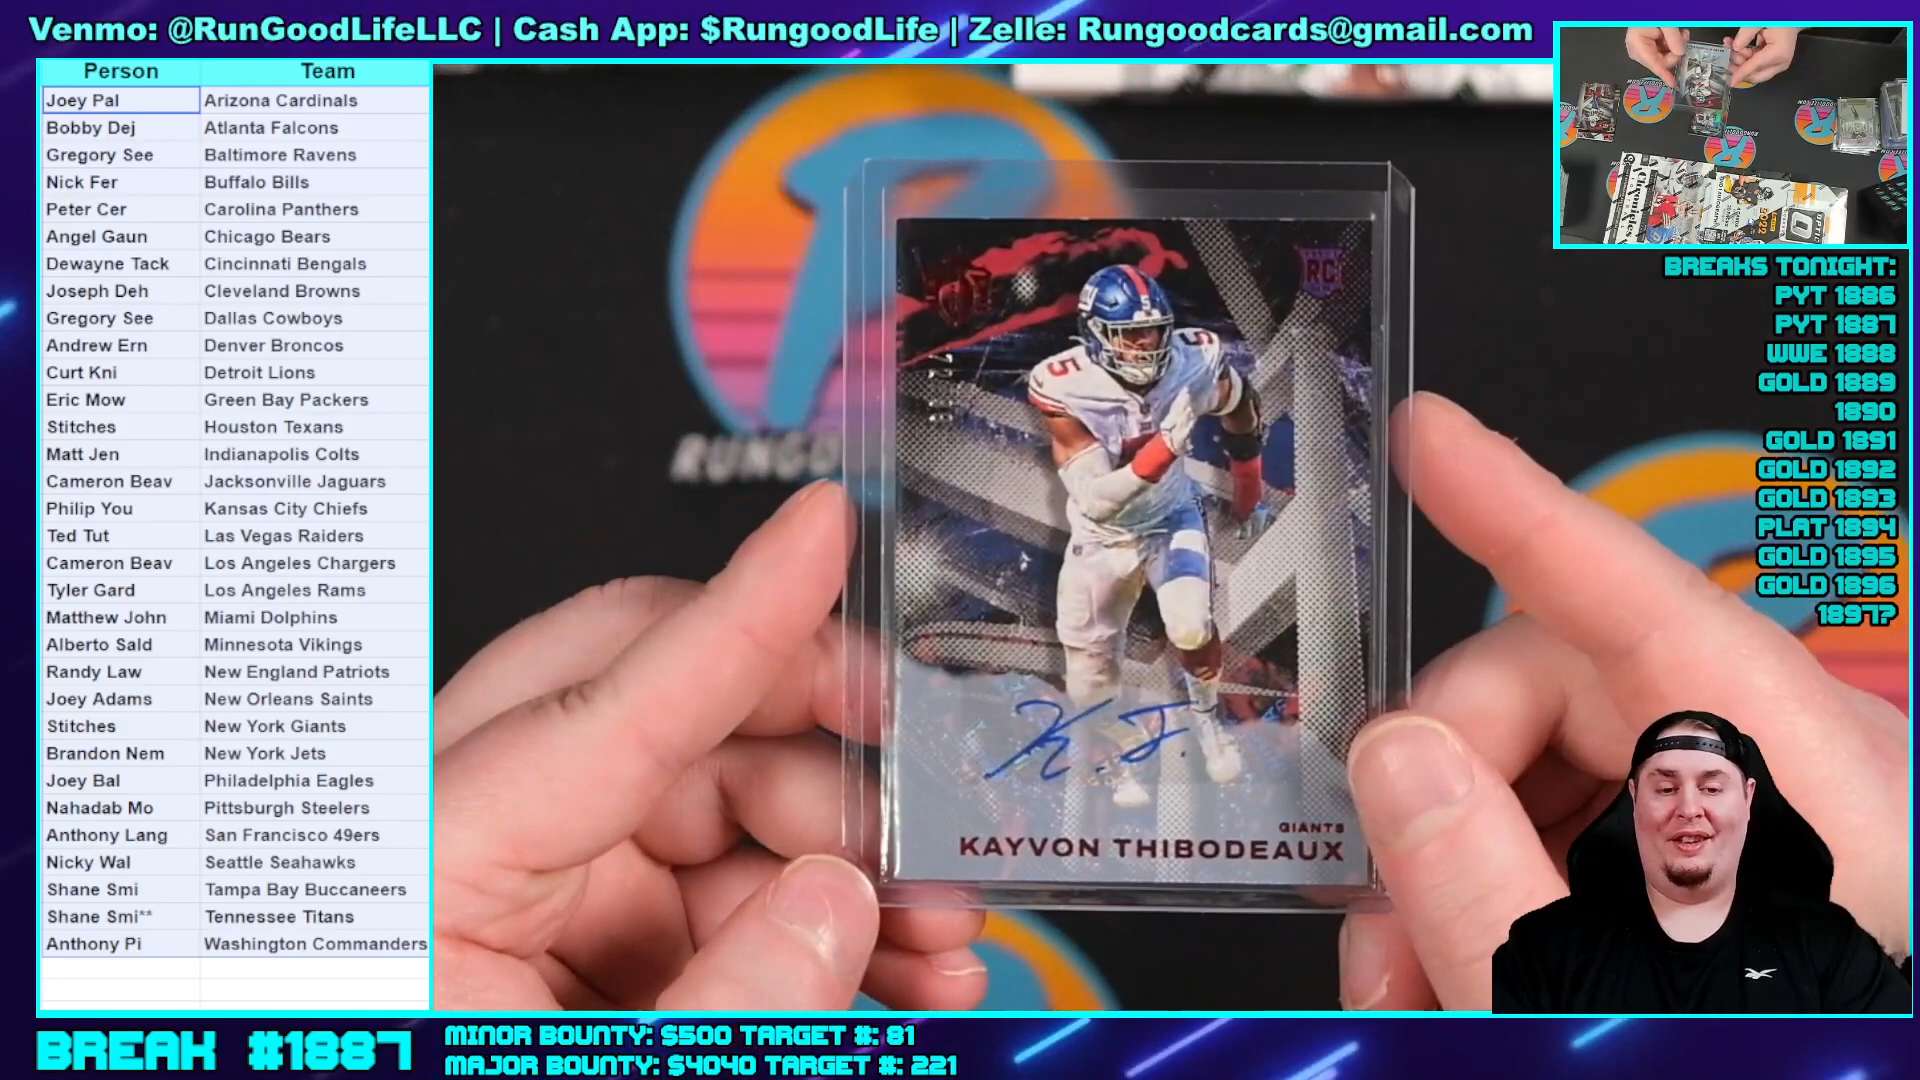 Venmo: @RunGoodLifeLLC | Cash App: $RungoodLife | Zelle: Rungoodcards@gmail.com
Person Team
Joey Pal Arizona Cardinals
Bobby Dej Atlanta Falcons
Gregory See Baltimore Ravens
Nick Fer Buffalo Bills
Peter Cer Carolina Panthers
Angel Gaun Chicago Bears
Dewayne Tack Cincinnati Bengals
Joseph Deh Cleveland Browns
Gregory See Dallas Cowboys
Andrew Ern Denver Broncos
Curt Kni Detroit Lions
Eric Mow Green Bay Packers
Stitches Houston Texans
Matt Jen Indianapolis Colts
Cameron Beav Jacksonville Jaguars
Philip You Kansas City Chiefs
Ted Tut Las Vegas Raiders
Cameron Beav Los Angeles Chargers
Tyler Gard Los Angeles Rams
Matthew John Miami Dolphins
Alberto Sald Minnesota Vikings
Randy Law New England Patriots
Joey Adams New Orleans Saints
Stitches New York Giants
Brandon Nem New York Jets
Joey Bal Philadelphia Eagles
Nahadab Mo Pittsburgh Steelers
Anthony Lang San Francisco 49ers
Nicky Wal Seattle Seahawks
Shane Smi Tampa Bay Buccaneers
Shane Smi** Tennessee Titans
Anthony Pi Washington Commanders
RC
5
5
5
K. T.
GIANTS
KAYVON THIBODEAUX
Chronicles
2022
OPTIC
BREAKS TONIGHT:
PYT 1886
PYT 1887
WWE 1888
GOLD 1889
1890
GOLD 1891
GOLD 1892
GOLD 1893
PLAT 1894
GOLD 1895
GOLD 1896
1897?
BREAK #1887
MINOR BOUNTY: $500 TARGET #: 81
MAJOR BOUNTY: $4040 TARGET #: 221